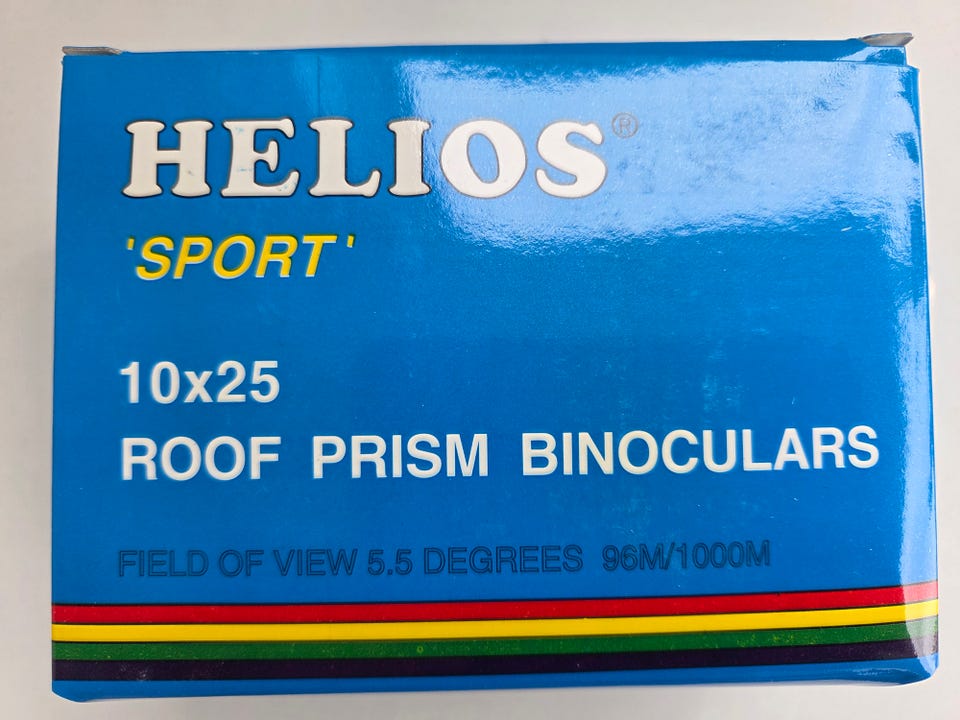 HELIOS®
'SPORT'
10x25
ROOF PRISM BINOCULARS
FIELD OF VIEW 5.5 DEGREES 96M/1000M